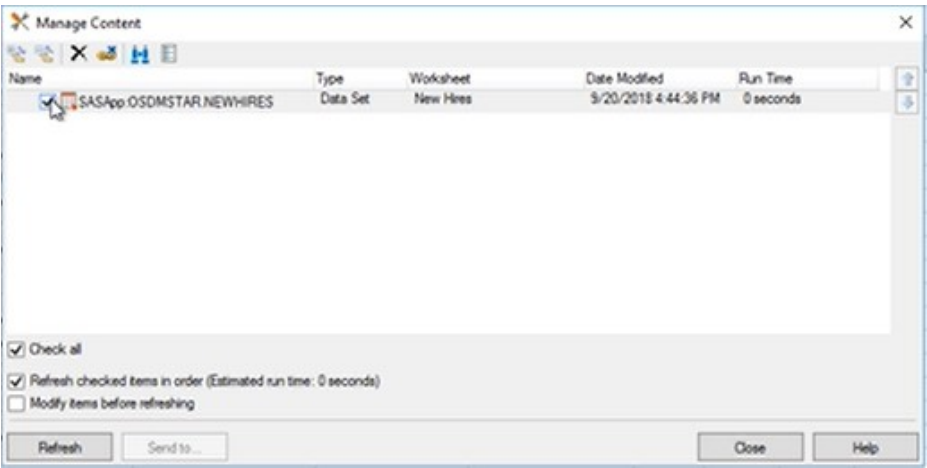 Manage Content
Name Type Worksheet Date Modified Run Time
SASApp:OSDMSTAR.NEWHIRES Data Set New Hires 9/20/2018 4:44:36 PM 0 seconds
Check all
Refresh checked items in order (Estimated run time: 0 seconds)
Modify items before refreshing
Refresh Send to... Close Help